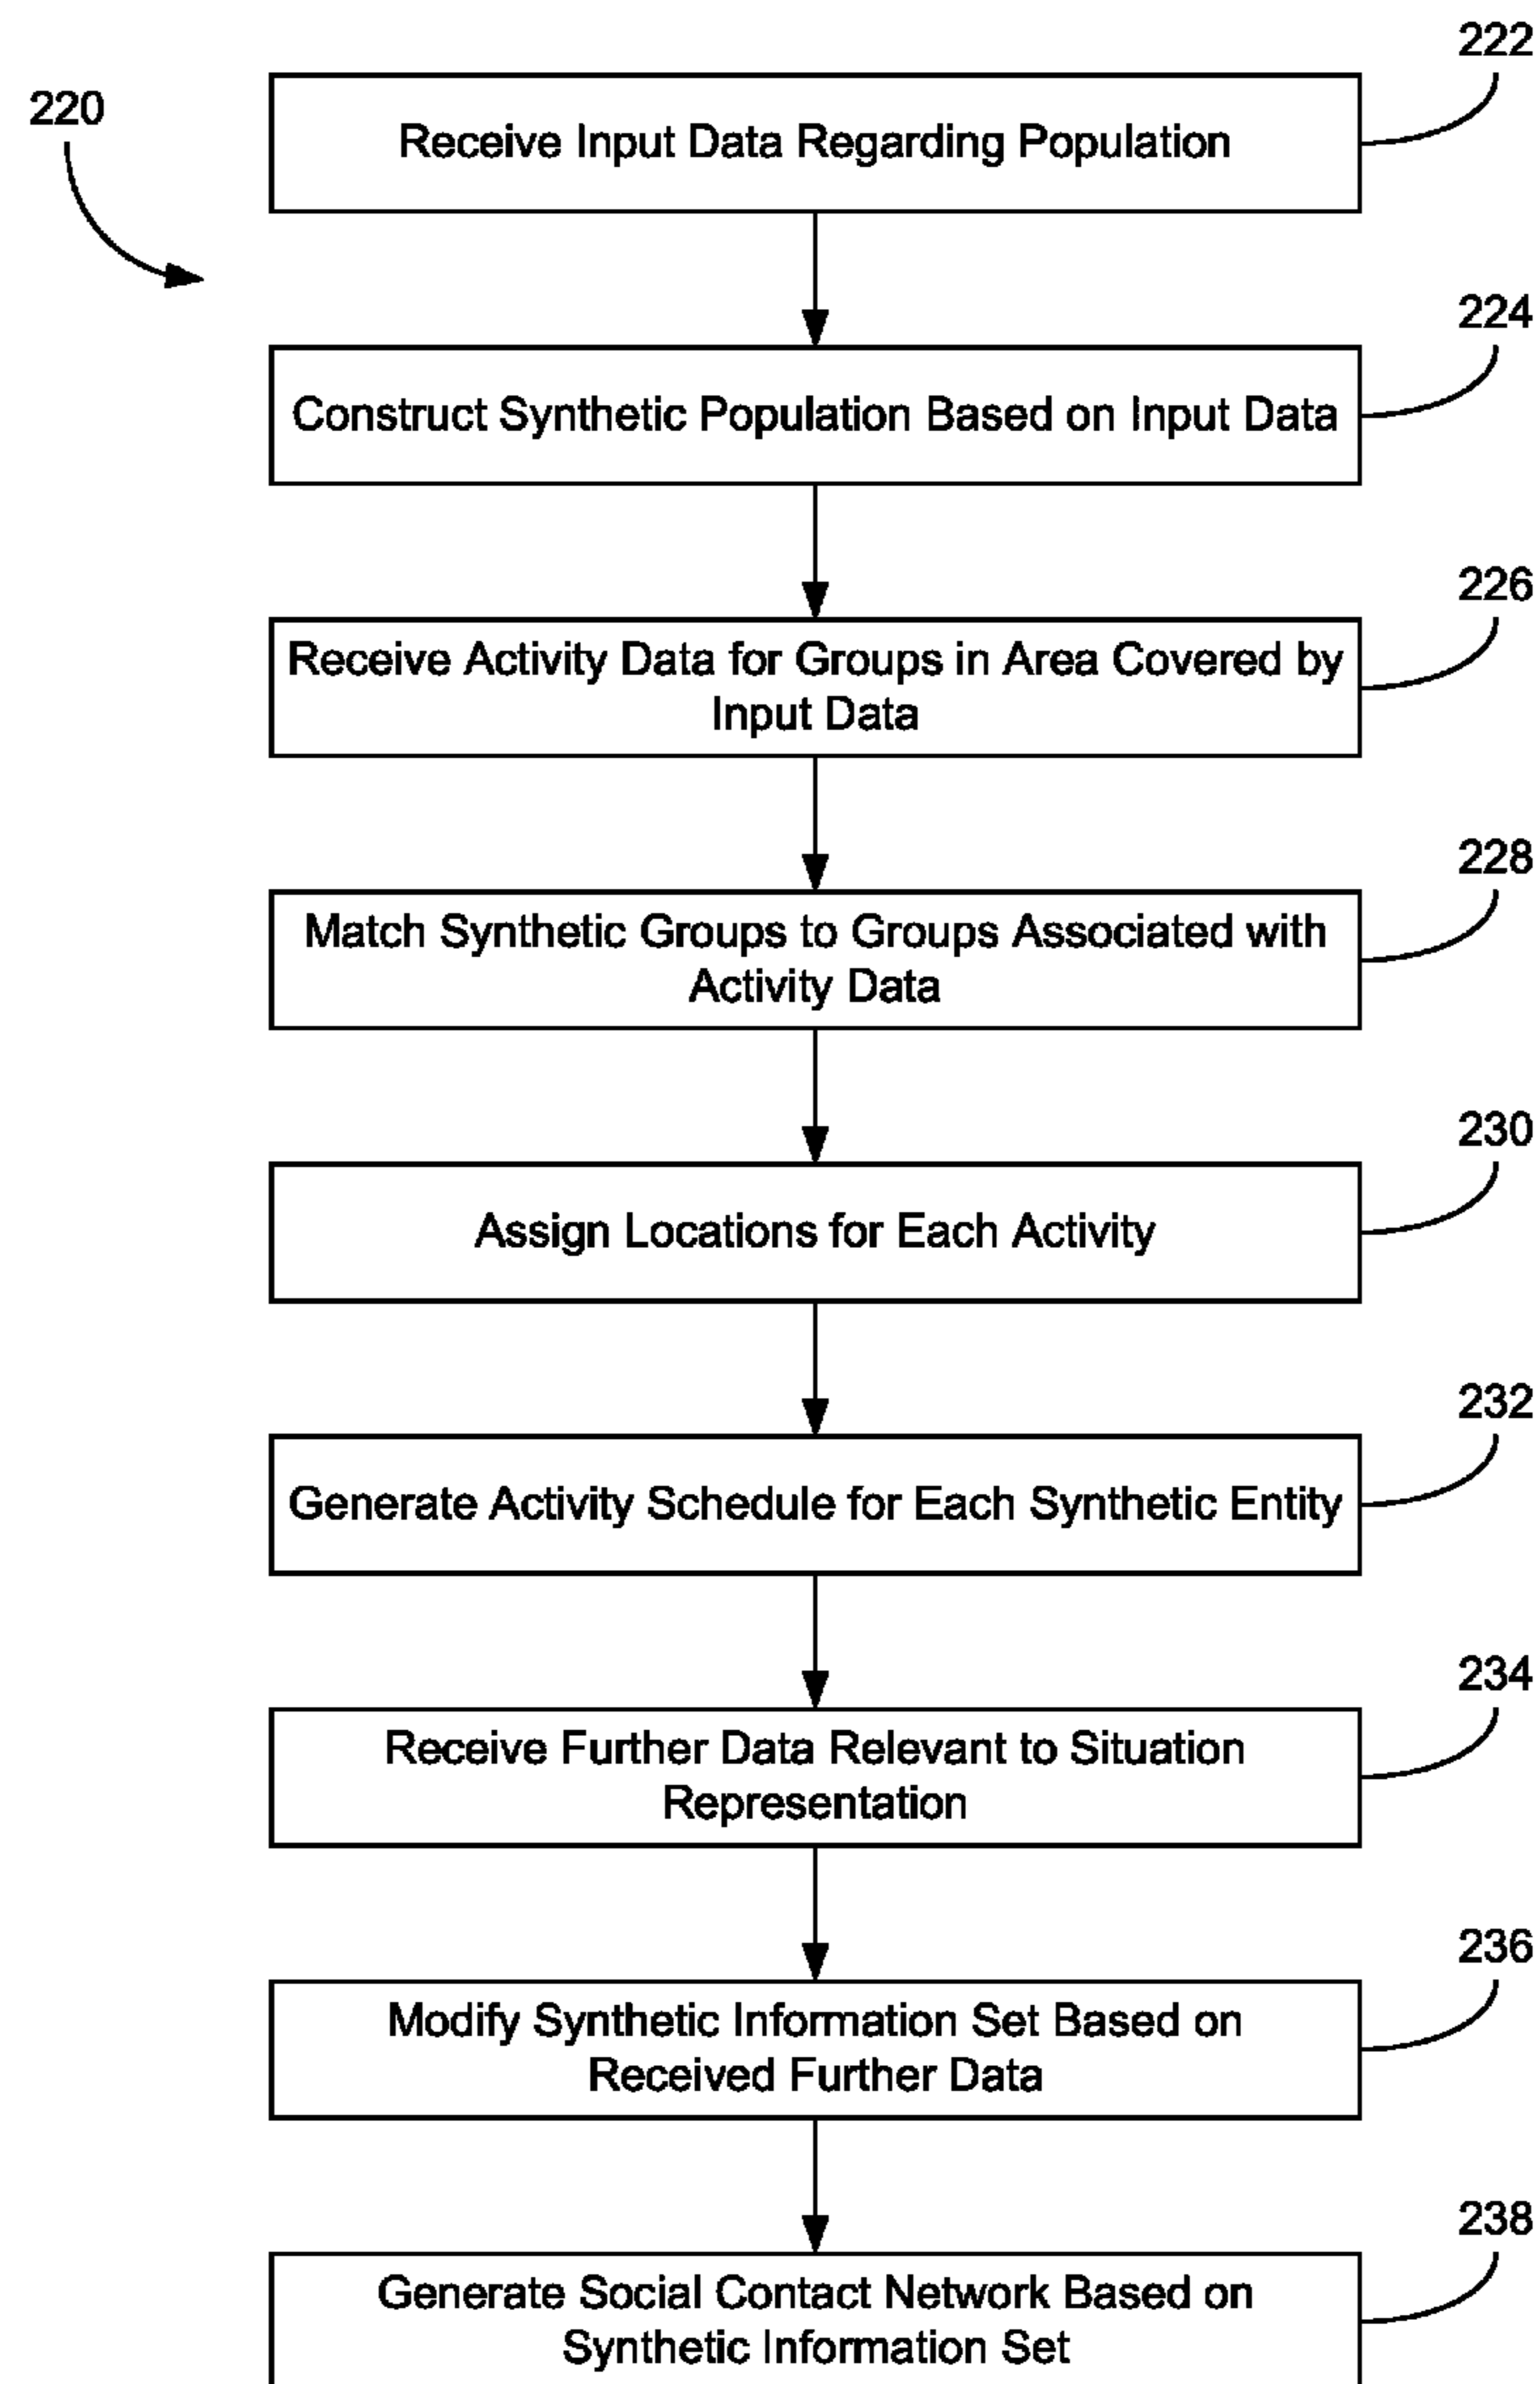 222
220
Receive Input Data Regarding Population
224
Construct Synthetic Population Based on Input Data
226
Receive Activity Data for Groups in Area Covered by
Input Data
228
Match Synthetic Groups to Groups Associated with
Activity Data
230
Assign Locations for Each Activity
232
Generate Activity Schedule for Each Synthetic Entity
234
Receive Further Data Relevant to Situation
Representation
236
Modify Synthetic Information Set Based on
Received Further Data
238
Generate Social Contact Network Based on
Synthetic Information Set